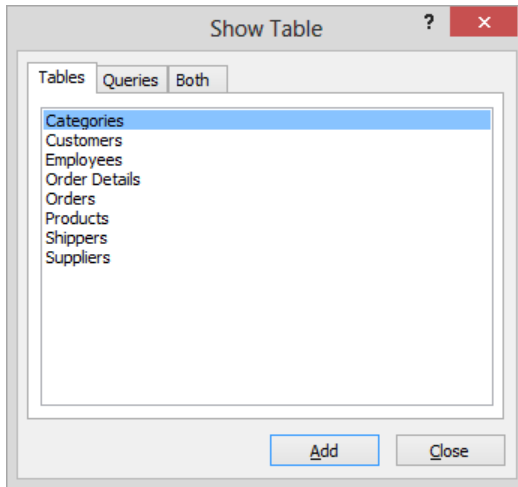 Show Table
?
Tables Queries Both
Categories
Customers
Employees
Order Details
Orders
Products
Shippers
Suppliers
Add Close